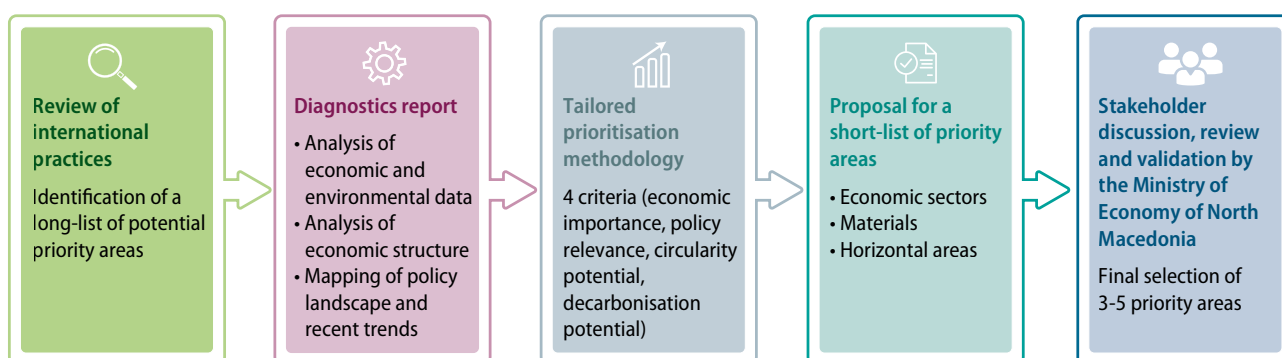 Review of
international
practices
Identification of a
long-list of potential
priority areas
Diagnostics report
• Analysis of
economic and
environmental data
• Analysis of
economic structure
• Mapping of policy
landscape and
recent trends
Tailored
prioritisation
methodology
4 criteria (economic
importance, policy
relevance, circularity
potential,
decarbonisation
potential)
Proposal for a
short-list of priority
areas
• Economic sectors
• Materials
• Horizontal areas
Stakeholder
discussion, review
and validation by
the Ministry of
Economy of North
Macedonia
Final selection of
3-5 priority areas